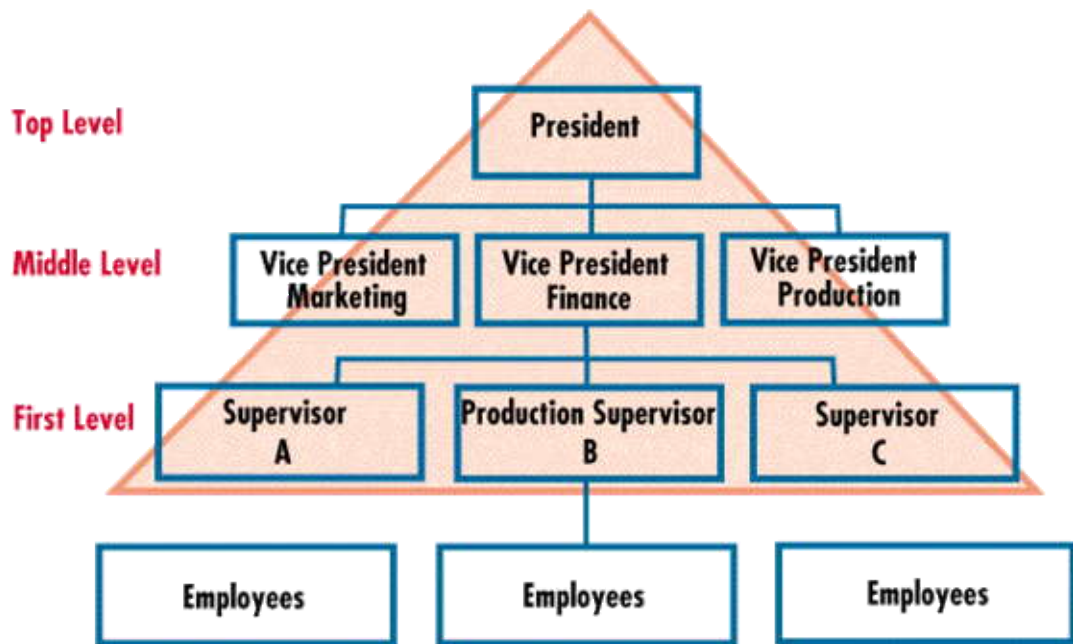 Top Level
President
Middle Level
Vice President
Marketing
Vice President
Finance
Vice President
Production
First Level
Supervisor
A
Production Supervisor
B
Supervisor
C
Employees
Employees
Employees